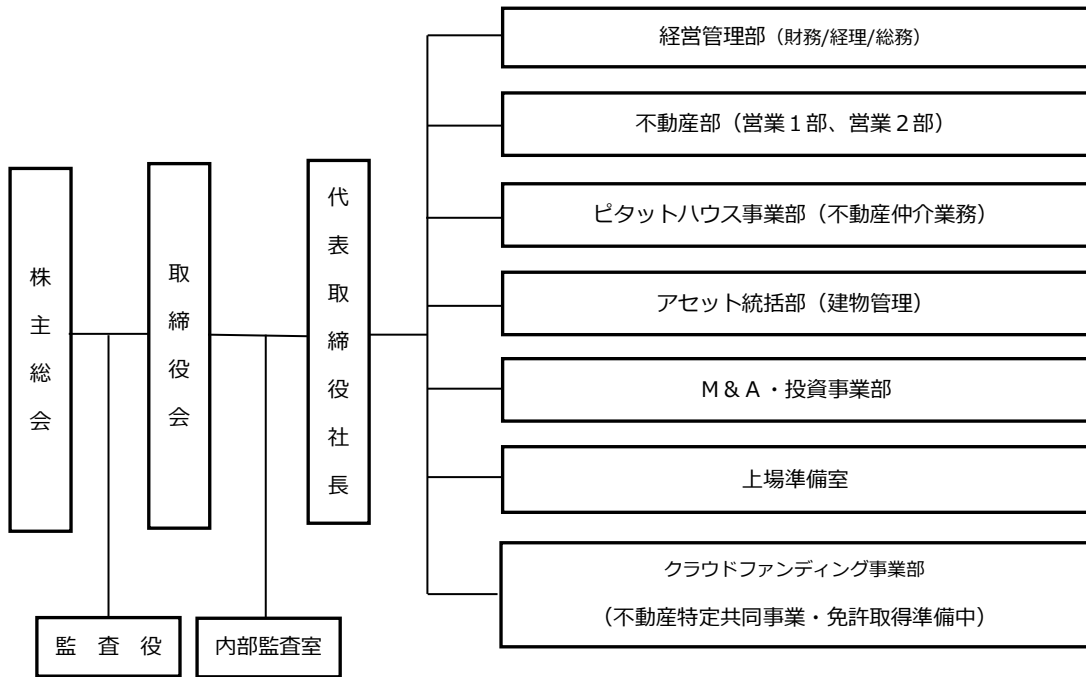 株主総会
取締役会
代表取締役社長
監　査　役
内部監査室
経営管理部（財務/経理/総務）
不動産部（営業１部、営業２部）
ピタットハウス事業部（不動産仲介業務）
アセット統括部（建物管理）
Ｍ＆Ａ・投資事業部
上場準備室
クラウドファンディング事業部
（不動産特定共同事業・免許取得準備中）